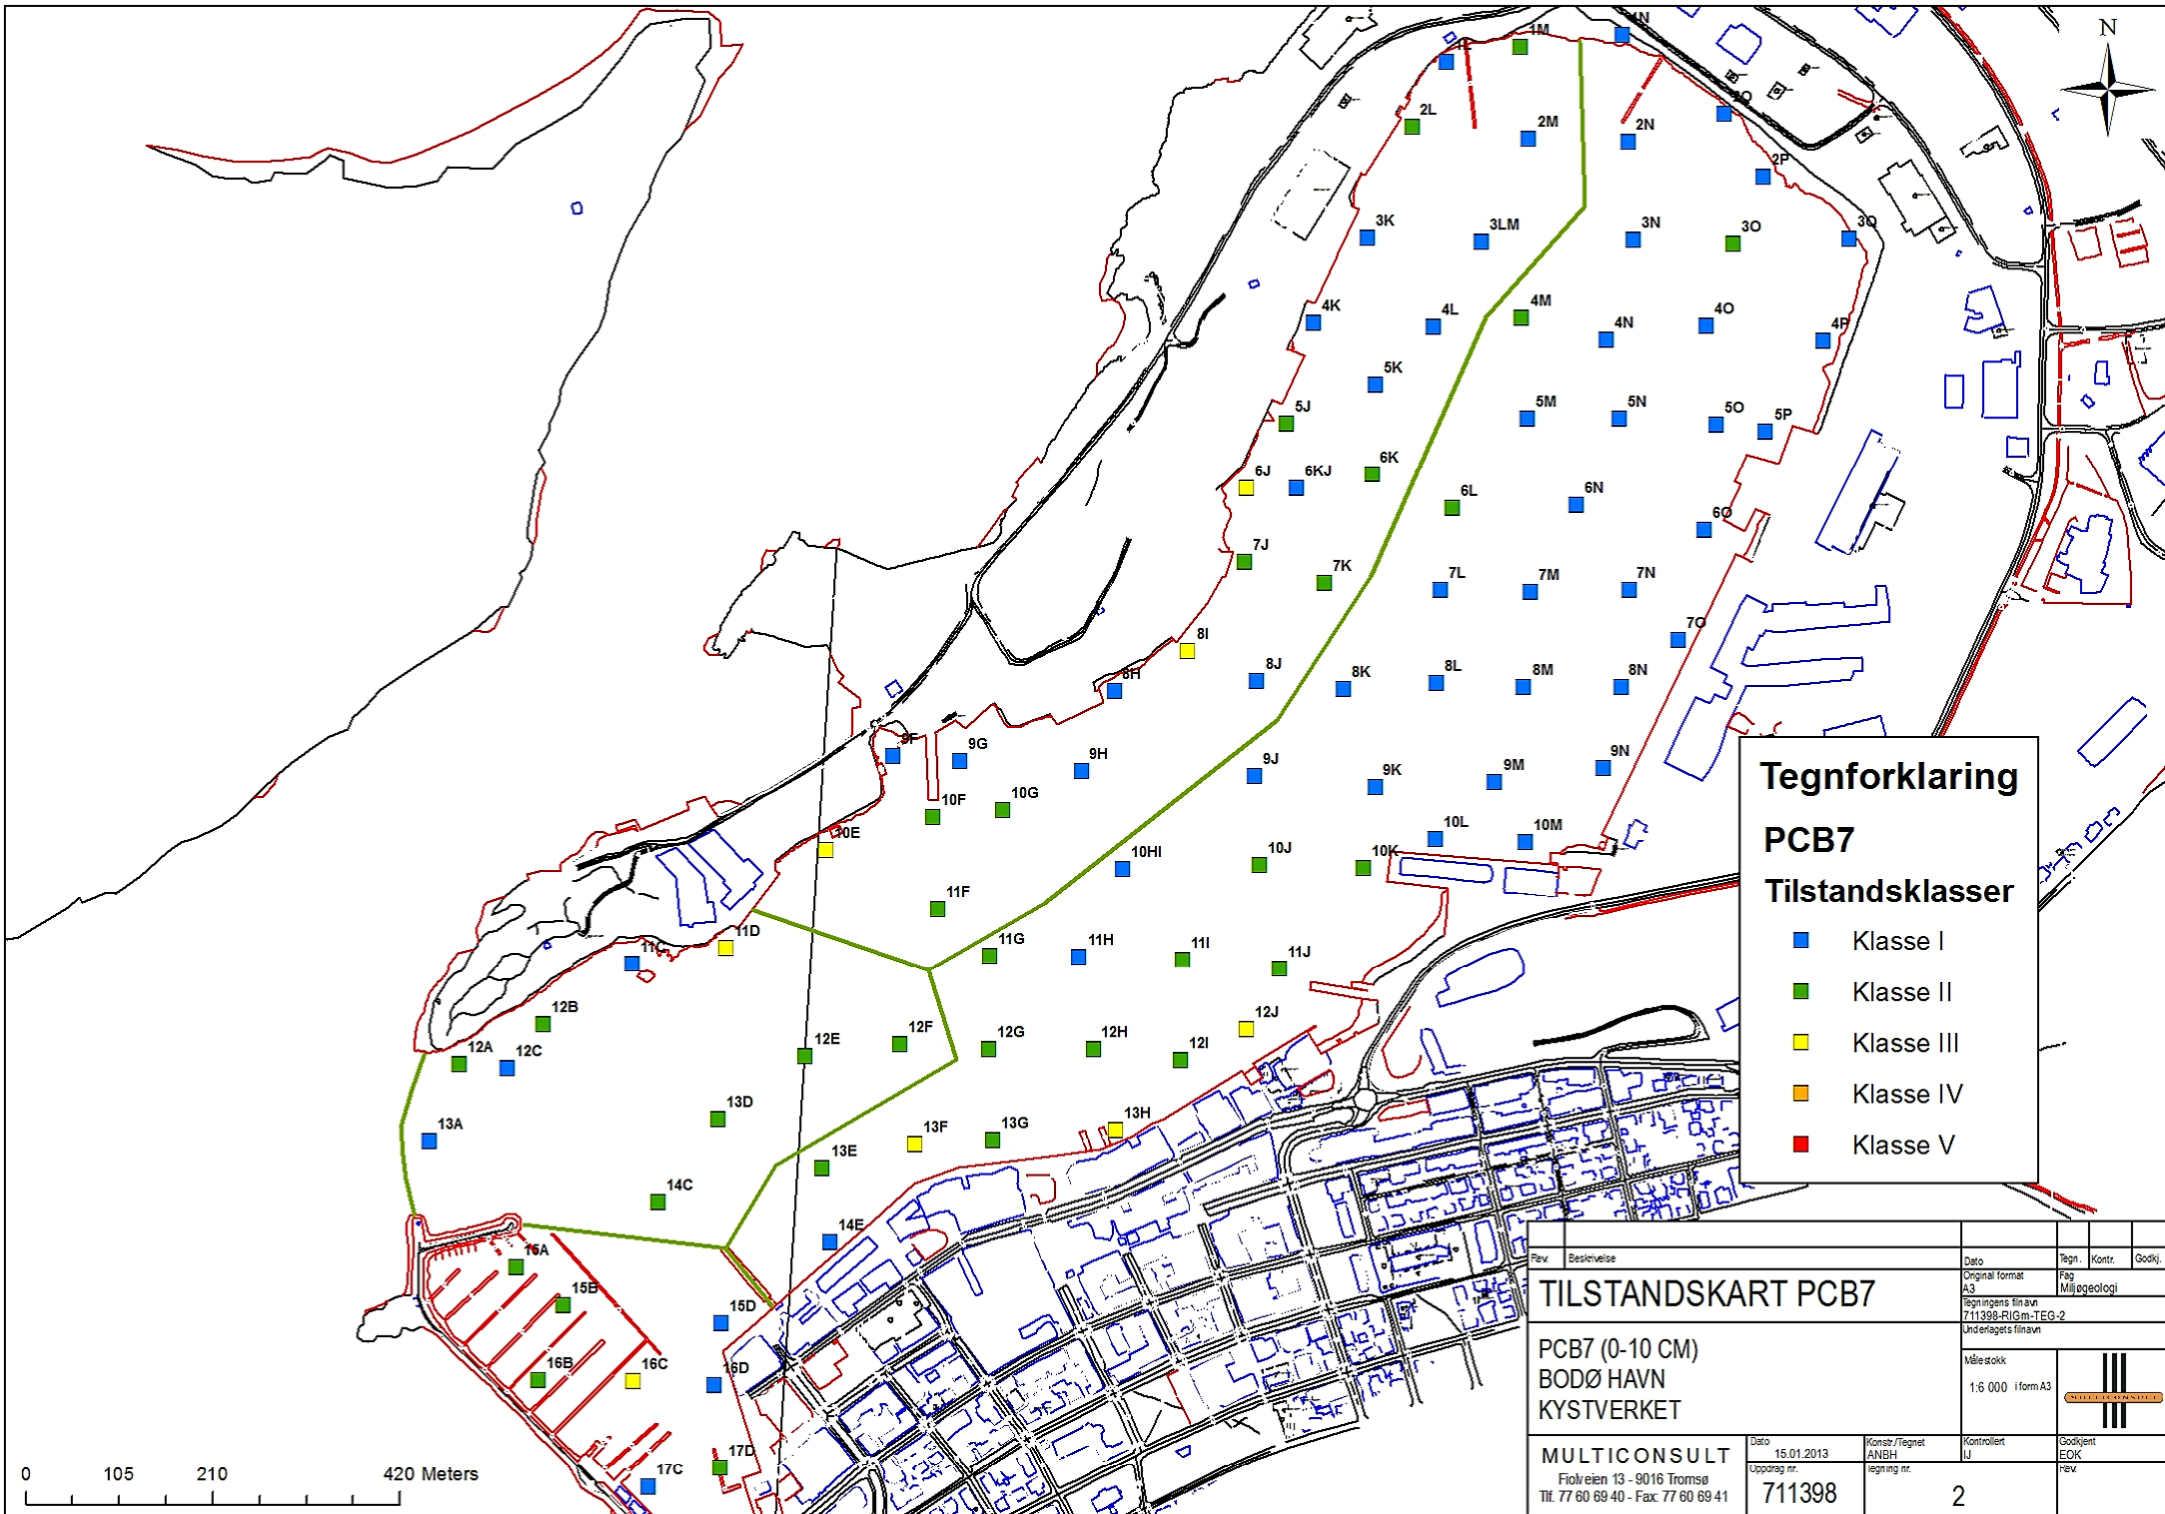 N
1M
1N
1L
2L
2M
2N
2P
3K
3LM
3N
3O
4K
4L
4M
4N
4O
4P
5K
5J
5M
5N
5O
5P
6J
6KJ
6K
6L
6N
6O
7J
7K
7L
7M
7N
7O
8I
8H
8J
8K
8L
8M
8N
9F
9G
9H
9J
9K
9M
9N
10F
10G
10E
10HI
10J
10K
10L
10M
11F
11C
11D
11G
11H
11I
11J
12B
12A
12C
12E
12F
12G
12H
12I
12J
13A
13D
13E
13F
13G
13H
14C
14E
15A
15B
15D
16B
16C
16D
17C
17D
Tegnforklaring
PCB7
Tilstandsklasser
Klasse I
Klasse II
Klasse III
Klasse IV
Klasse V
0 105 210 420 Meters
Rev. Beskrivelse Dato Tegn. Kontr. Godkj.
TILSTANDSKART PCB7
Original format
A3
Fag
Miljøgeologi
Tegningens filnavn
711398-RIGm-TEG-2
Underlagets filnavn
PCB7 (0-10 CM)
BODØ HAVN
KYSTVERKET
Målestokk
1:6 000 i form A3
MULTICONSULT
MULTICONSULT
Fiolveien 13 - 9016 Tromsø
Tlf. 77 60 69 40 - Fax: 77 60 69 41
Dato
15.01.2013
Konstr./Tegnet
ANBH
Kontrollert
IJ
Godkjent
EOK
Oppdrag nr.
711398
Tegning nr.
2
Rev.